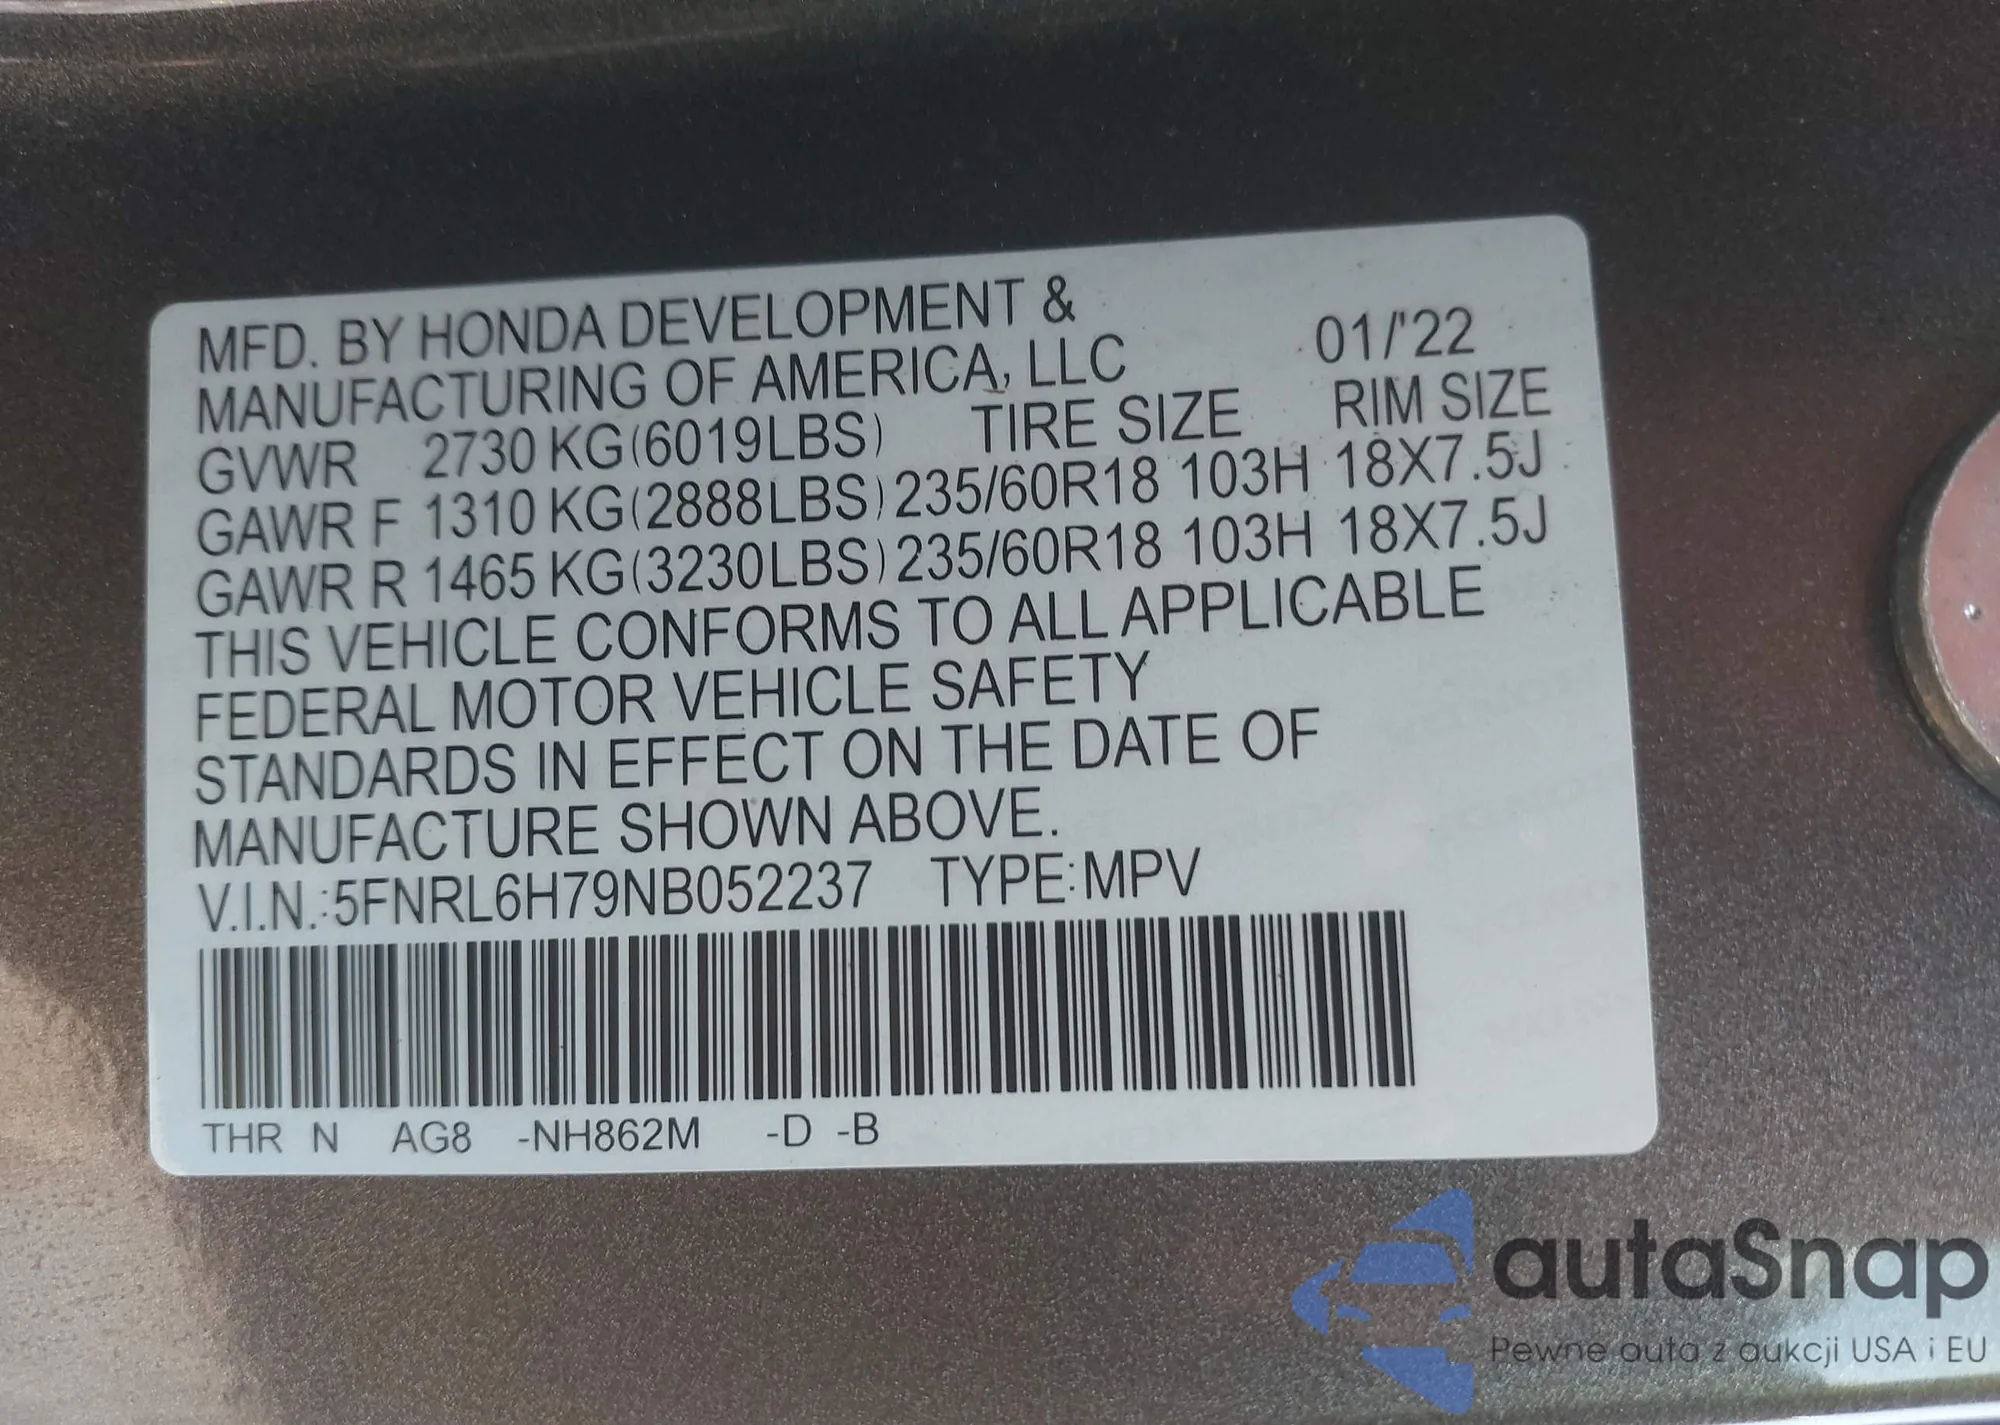 MFD. BY HONDA DEVELOPMENT &
MANUFACTURING OF AMERICA, LLC 01/'22
GVWR 2730 KG(6019LBS) TIRE SIZE RIM SIZE
GAWR F 1310 KG(2888LBS) 235/60R18 103H 18X7.5J
GAWR R 1465 KG(3230LBS) 235/60R18 103H 18X7.5J
THIS VEHICLE CONFORMS TO ALL APPLICABLE
FEDERAL MOTOR VEHICLE SAFETY
STANDARDS IN EFFECT ON THE DATE OF
MANUFACTURE SHOWN ABOVE.
V.I.N.:5FNRL6H79NB052237 TYPE:MPV
THR N AG8 -NH862M -D -B
autaSnap
Pewne auta z aukcji USA i EU